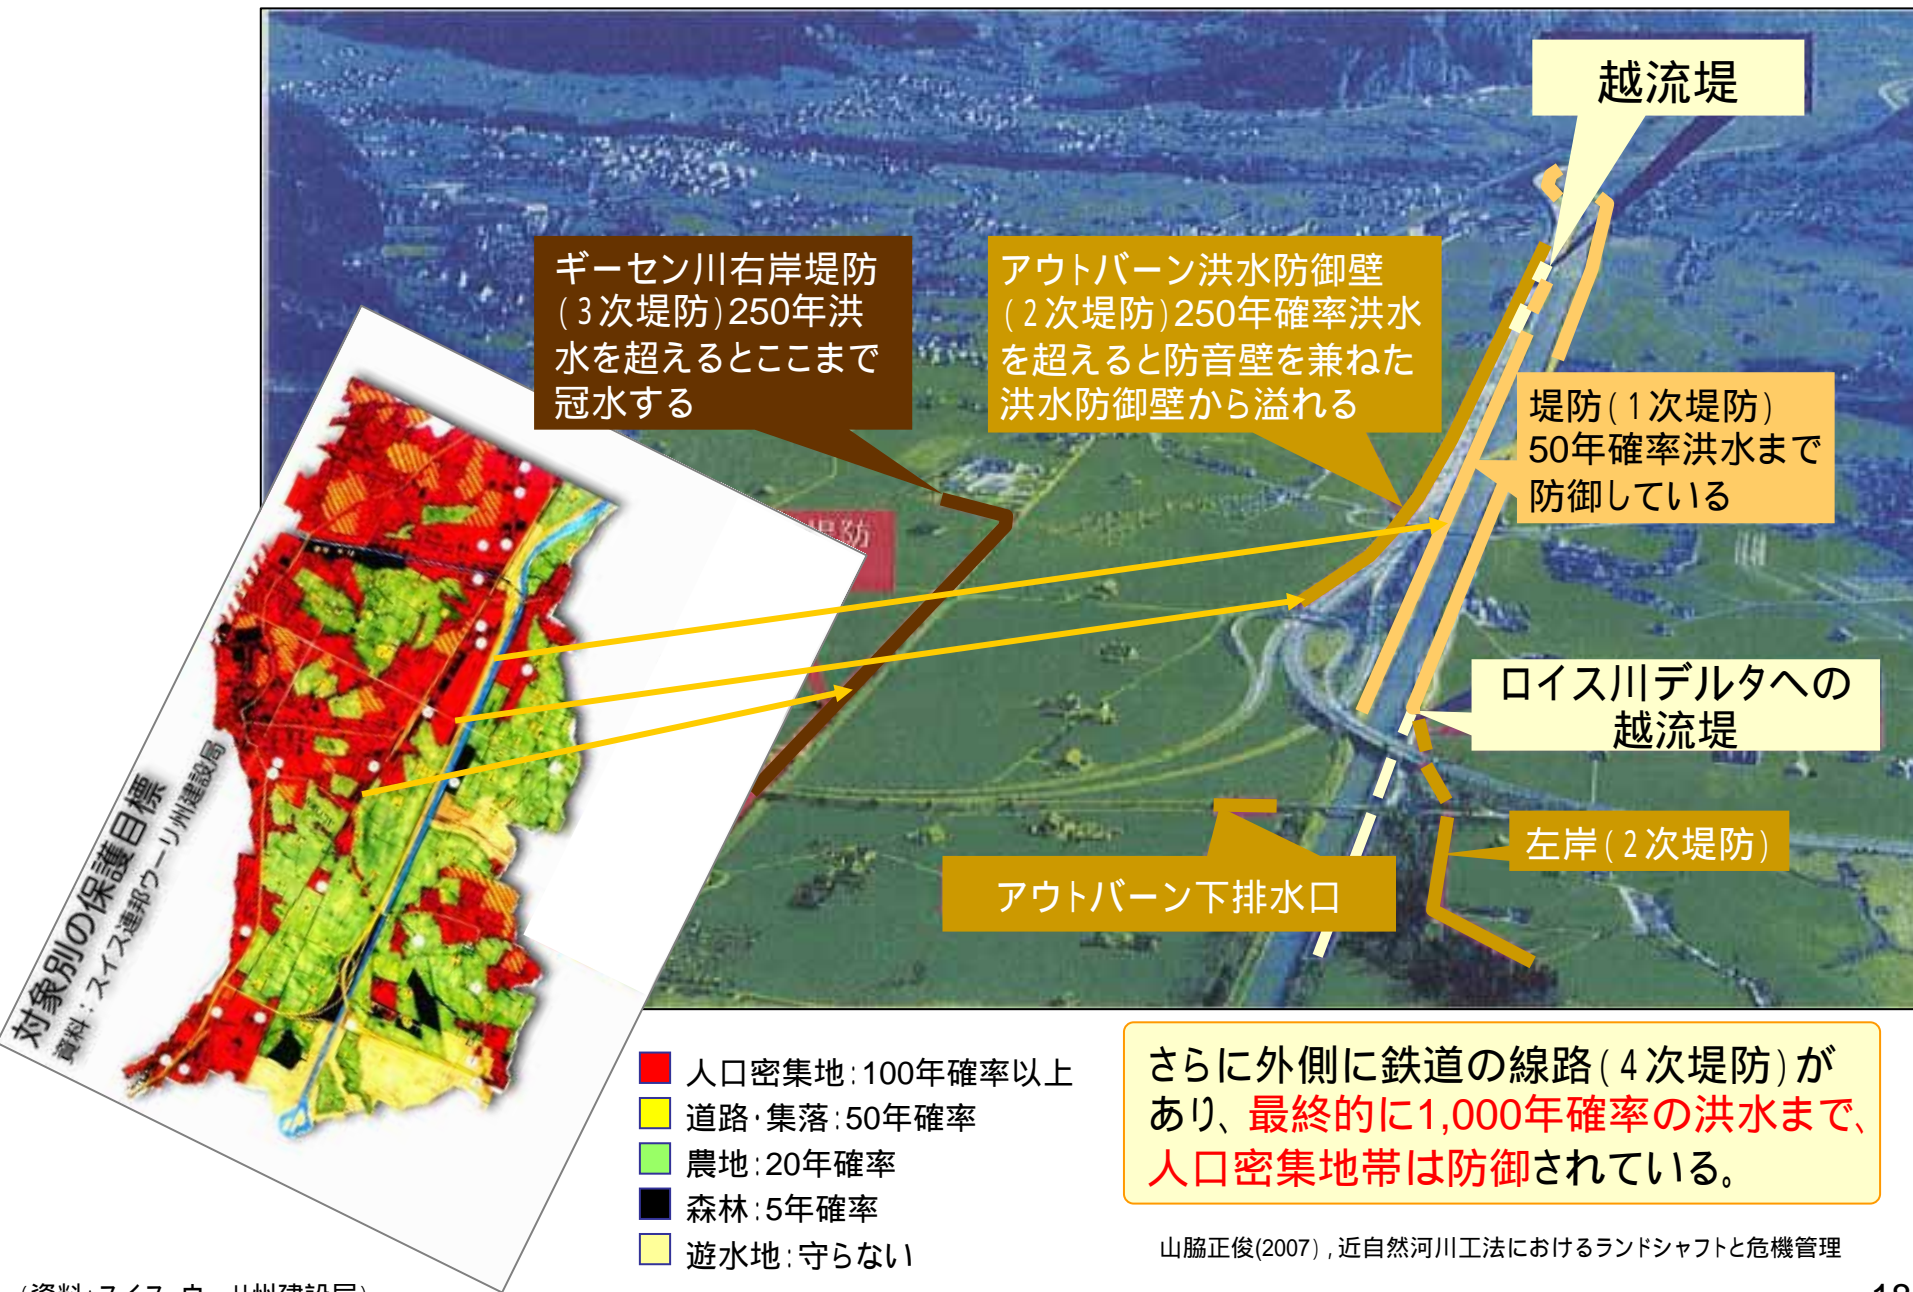 越流堤
ギーセン川右岸堤防
(3次堤防)250年洪
水を超えるとここまで
冠水する
アウトバーン洪水防御壁
(2次堤防)250年確率洪水
を超えると防音壁を兼ねた
洪水防御壁から溢れる
堤防(1次堤防)
50年確率洪水まで
防御している
堤防
ロイス川デルタへの
越流堤
左岸(2次堤防)
アウトバーン下排水口
対象別の保護目標
資料:スイス連邦ウーリ州建設局
人口密集地:100年確率以上
道路・集落:50年確率
農地:20年確率
森林:5年確率
遊水地:守らない
さらに外側に鉄道の線路(4次堤防)が
あり、最終的に1,000年確率の洪水まで、
人口密集地帯は防御されている。
山脇正俊(2007),近自然河川工法におけるランドシャフトと危機管理